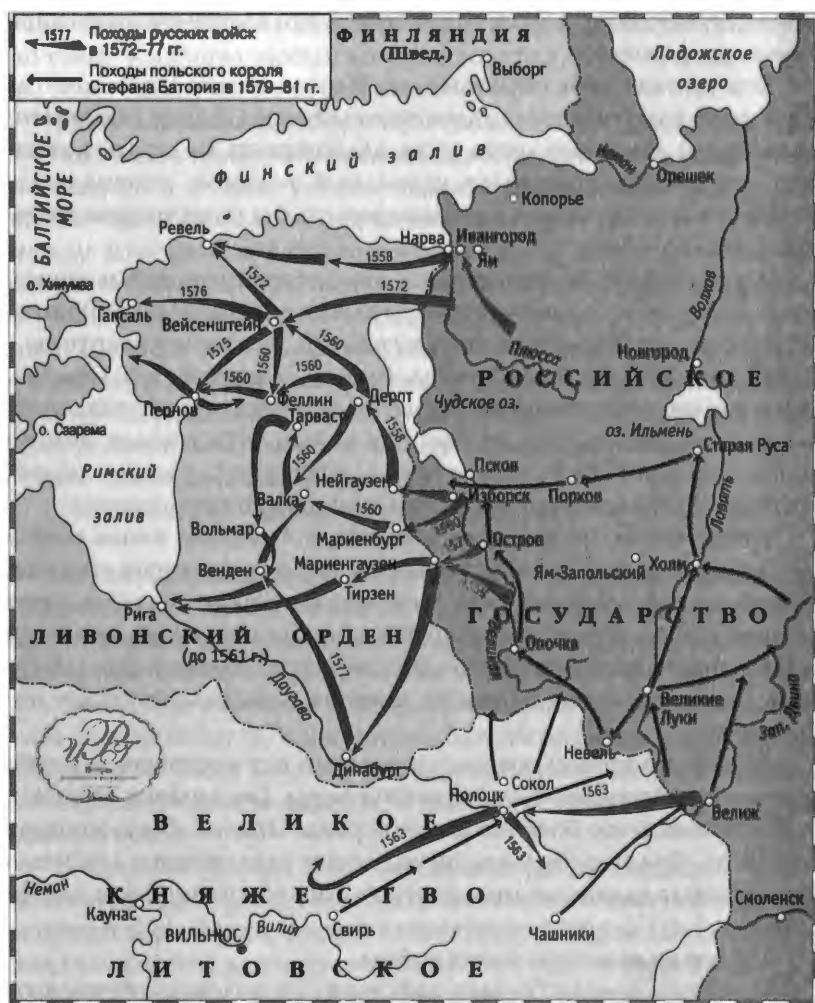 1577 Походы русских войск
в 1572–77 гг.
Походы польского короля
Стефана Батория в 1579–81 гг.
ФИНЛЯНДИЯ
(Швед.)
Выборг
Ладожское
озеро
БАЛТИЙСКОЕ
МОРЕ
ФИНСКИЙ ЗАЛИВ
Орешек
Копорье
Ревель
Нарва
Ивангород
Ям
1558
1572
1572
о. Хиумаа
1576
Гапсаль
Вейсенштейн
Волхов
1575
1560
1560
Плюсса
Новгород
РОССИЙСКОЕ
1560
1560
Пернов
Феллин
Дерпт
Чудское оз.
Тарваст
о. Саарема
1558
оз. Ильмень
Старая Руса
Римский
залив
1560
Псков
Нейгаузен
Изборск
Порхов
Валка
Ловать
1560
1560
Вольмар
Мариенбург
Остров
Ям-Запольский
Холм
Венден
Мариенгаузен
Тирзен
Рига
ЛИВОНСКИЙ ОРДЕН
(до 1561 г.)
ГОСУДАРСТВО
Опочка
1577
Даугава
Великие
Луки
Зап. Двина
Невель
Динабург
Сокол
Полоцк
1563
Велиж
ВЕЛИКОЕ
1563
1563
Неман
КНЯЖЕСТВО
Каунас
Смоленск
ВИЛЬНЮС
Вилия
Свирь
Чашники
ЛИТОВСКОЕ